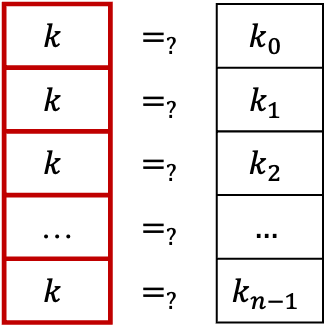 k =? k₀
k =? k₁
k =? k₂
... =? ...
k =? kₙ₋₁